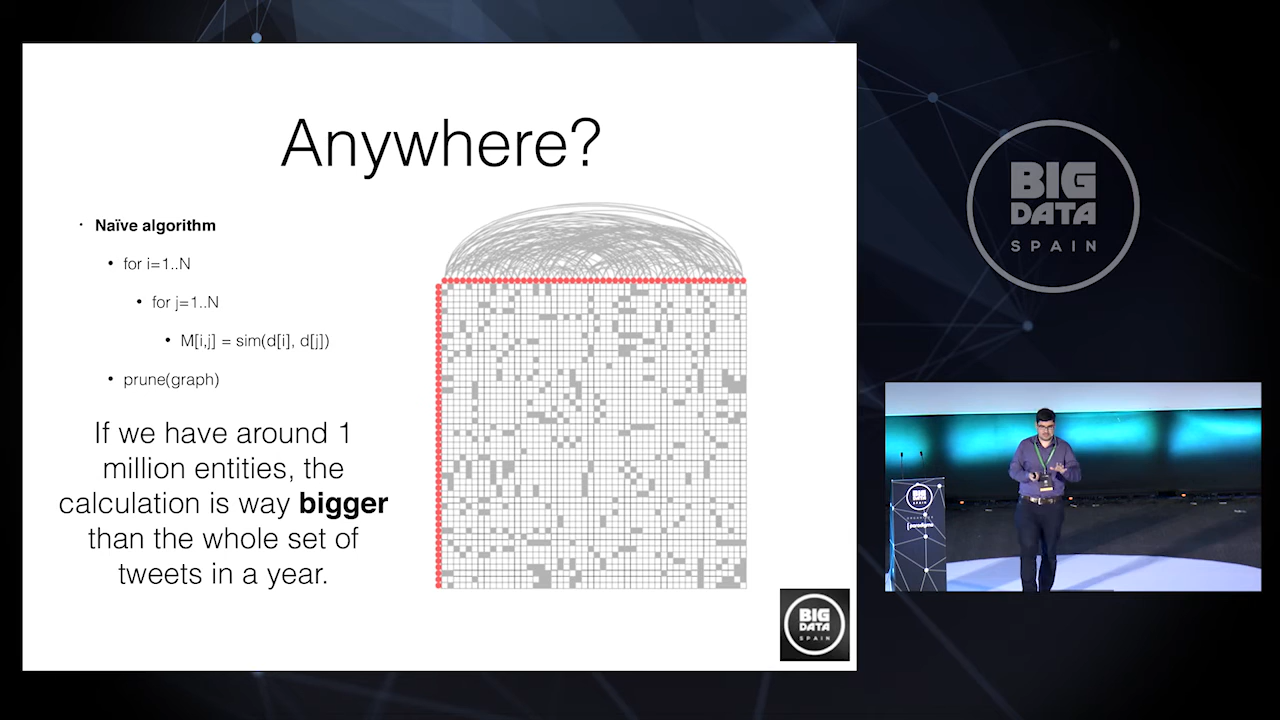 Anywhere?
• Naïve algorithm
• for i=1..N
• for j=1..N
• M[i,j] = sim(d[i], d[j])
• prune(graph)
If we have around 1
million entities, the
calculation is way bigger
than the whole set of
tweets in a year.
BIG
DATA
SPAIN
BIG
DATA
SPAIN
BIG
DATA
SPAIN
paradigma